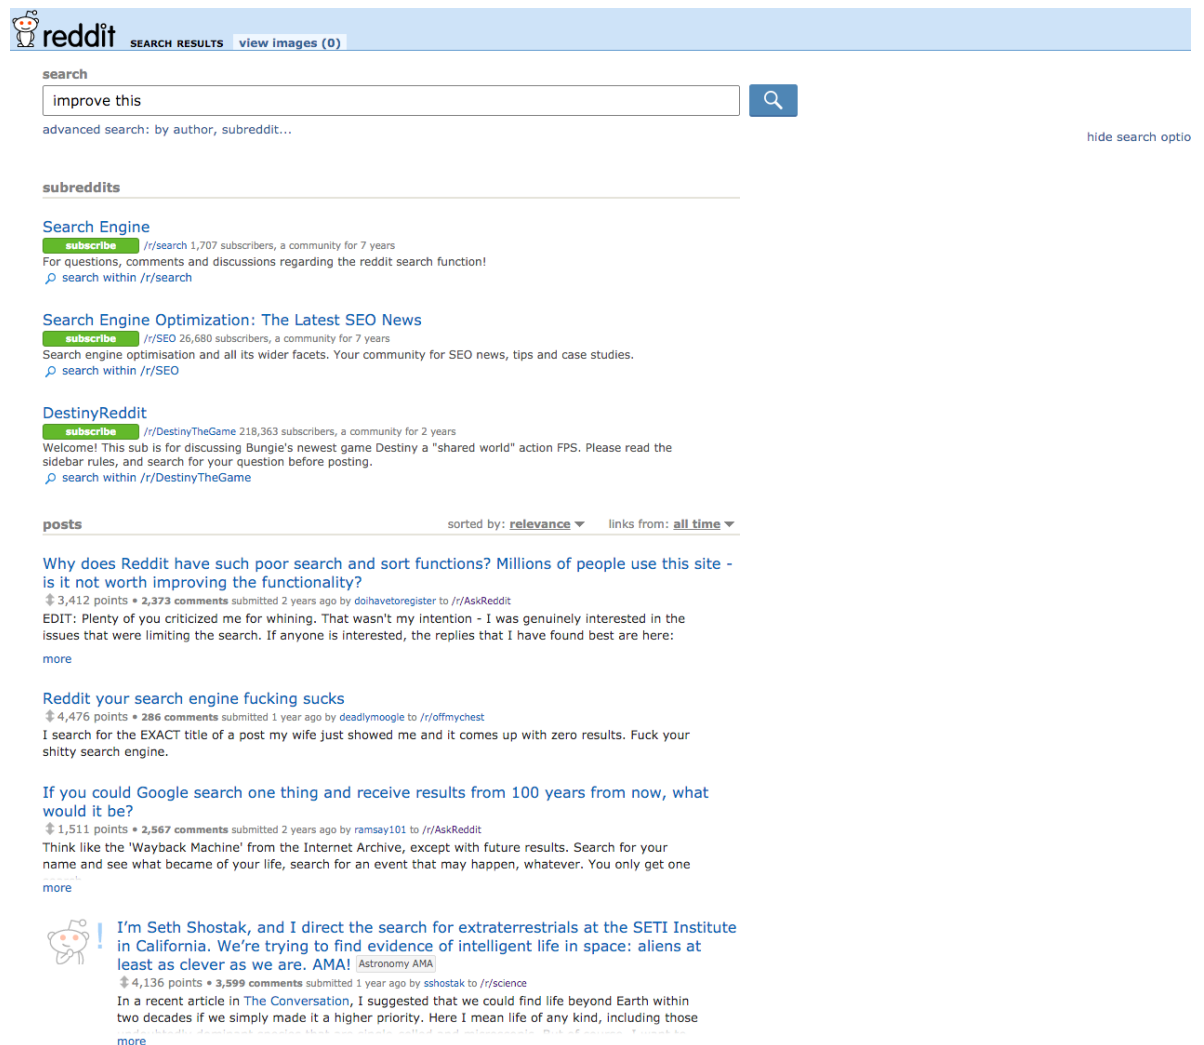 reddit SEARCH RESULTS view images (0)
search
improve this
advanced search: by author, subreddit...
hide search optio
subreddits
Search Engine
subscribe /r/search 1,707 subscribers, a community for 7 years
For questions, comments and discussions regarding the reddit search function!
search within /r/search
Search Engine Optimization: The Latest SEO News
subscribe /r/SEO 26,680 subscribers, a community for 7 years
Search engine optimisation and all its wider facets. Your community for SEO news, tips and case studies.
search within /r/SEO
DestinyReddit
subscribe /r/DestinyTheGame 218,363 subscribers, a community for 2 years
Welcome! This sub is for discussing Bungie's newest game Destiny a "shared world" action FPS. Please read the
sidebar rules, and search for your question before posting.
search within /r/DestinyTheGame
posts sorted by: relevance links from: all time
Why does Reddit have such poor search and sort functions? Millions of people use this site -
is it not worth improving the functionality?
3,412 points • 2,373 comments submitted 2 years ago by doihavetoregister to /r/AskReddit
EDIT: Plenty of you criticized me for whining. That wasn't my intention - I was genuinely interested in the
issues that were limiting the search. If anyone is interested, the replies that I have found best are here:
more
Reddit your search engine fucking sucks
4,476 points • 286 comments submitted 1 year ago by deadlymoogle to /r/offmychest
I search for the EXACT title of a post my wife just showed me and it comes up with zero results. Fuck your
shitty search engine.
If you could Google search one thing and receive results from 100 years from now, what
would it be?
1,511 points • 2,567 comments submitted 2 years ago by ramsay101 to /r/AskReddit
Think like the 'Wayback Machine' from the Internet Archive, except with future results. Search for your
name and see what became of your life, search for an event that may happen, whatever. You only get one
more
I'm Seth Shostak, and I direct the search for extraterrestrials at the SETI Institute
in California. We're trying to find evidence of intelligent life in space: aliens at
least as clever as we are. AMA! Astronomy AMA
4,136 points • 3,599 comments submitted 1 year ago by sshostak to /r/science
In a recent article in The Conversation, I suggested that we could find life beyond Earth within
two decades if we simply made it a higher priority. Here I mean life of any kind, including those
more